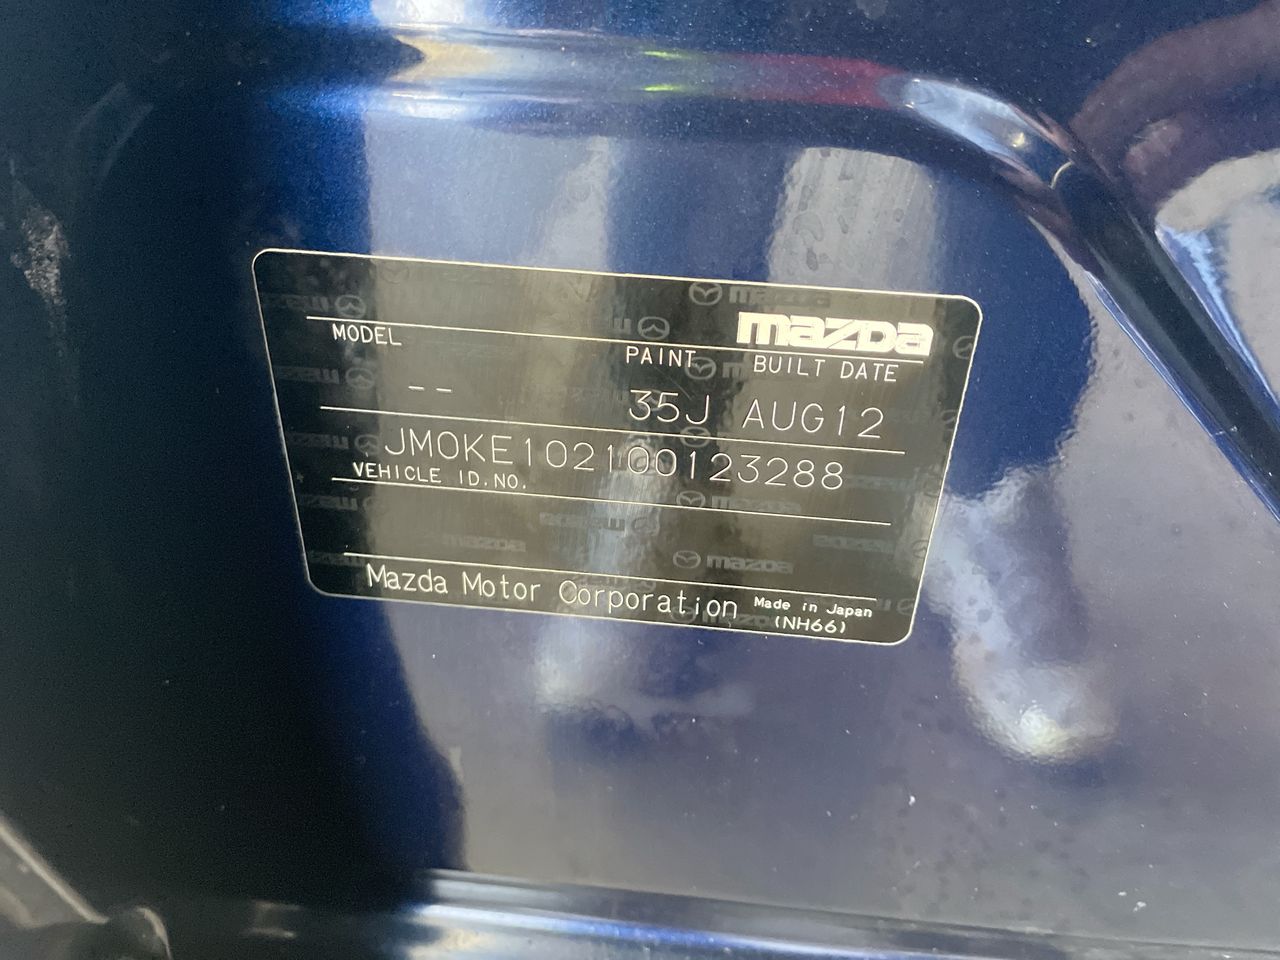 mazda
MODEL PAINT BUILT DATE
-- 35J AUG12
JM0KE102100123288
VEHICLE ID.NO.
Mazda Motor Corporation Made in Japan
(NH66)